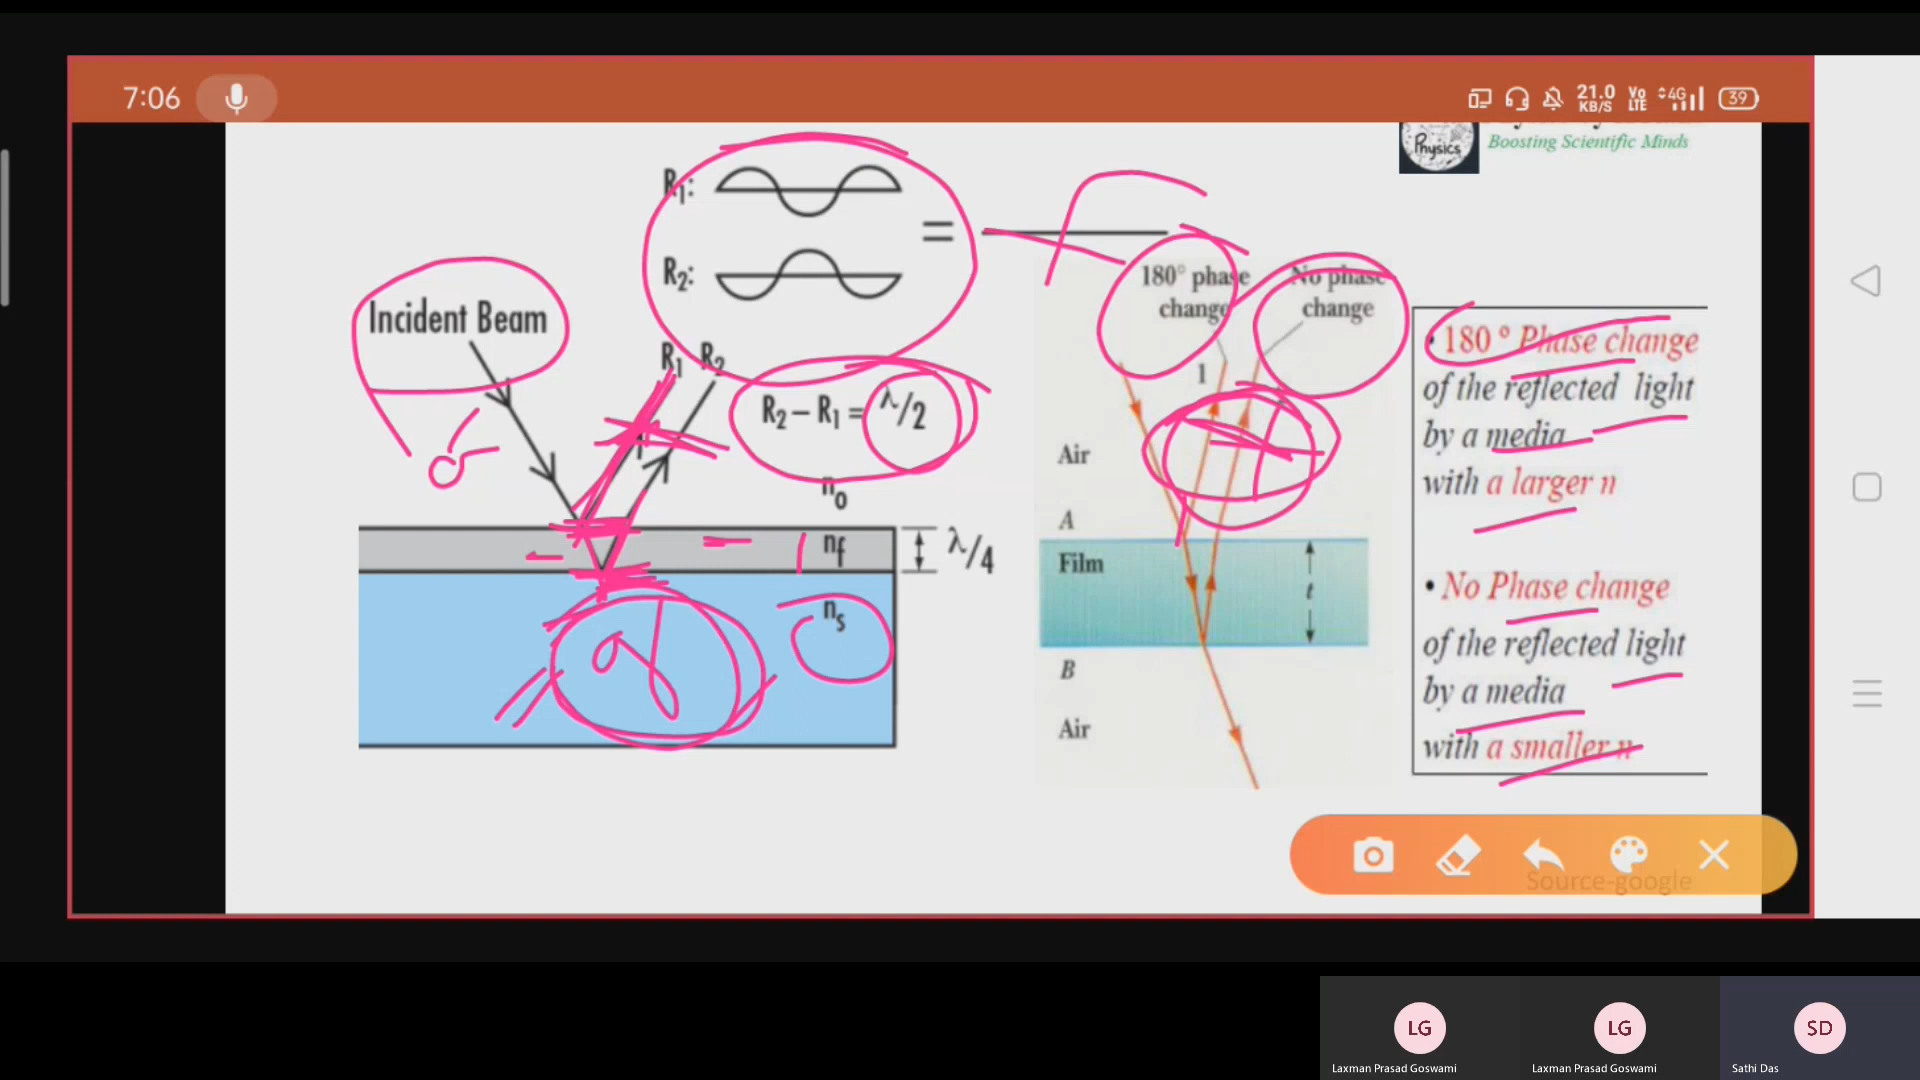 7:06
21.0
KB/S
Vo
LTE
4G
39
Physics
Boosting Scientific Minds
R₁:
R₂:
=
Incident Beam
R₁ R₂
R₂ – R₁ = λ/2
n₀
nf
λ/4
ns
180° phase
change
No phase
change
1
Air
A
Film
t
B
Air
• 180 ° Phase change
of the reflected light
by a media
with a larger n
• No Phase change
of the reflected light
by a media
with a smaller n
Source-google
LG
LG
SD
Laxman Prasad Goswami
Laxman Prasad Goswami
Sathi Das